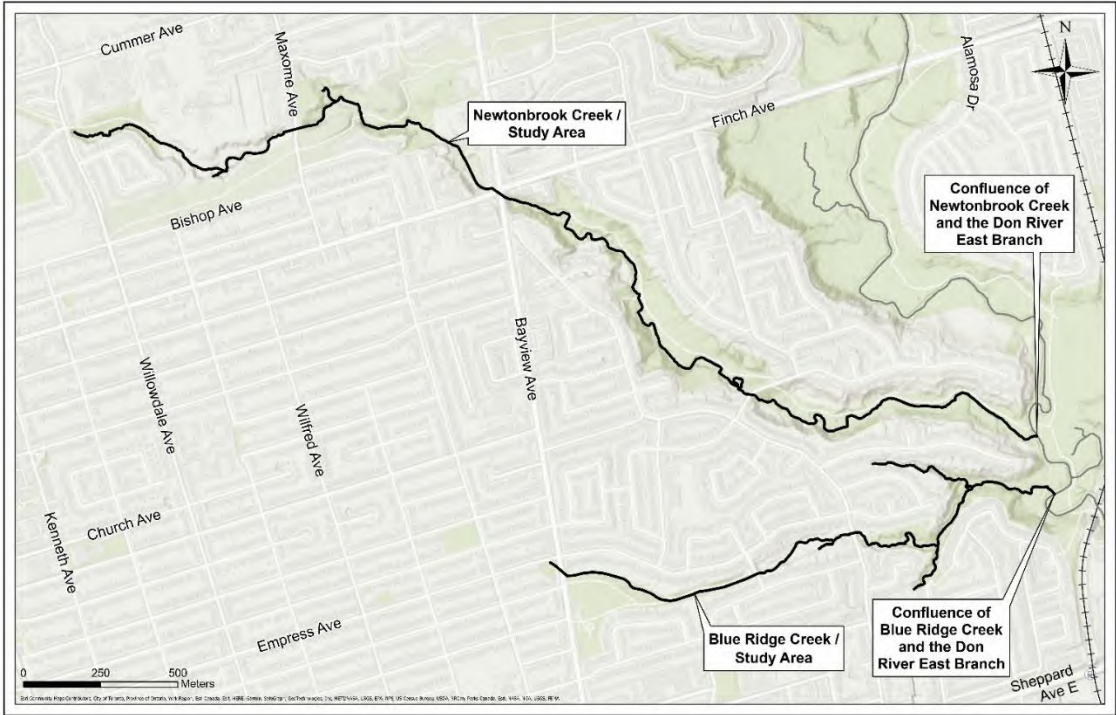 Cummer Ave
Maxome Ave
Alamosa Dr
N
Newtonbrook Creek /
Study Area
Finch Ave
Confluence of
Newtonbrook Creek
and the Don River
East Branch
Bishop Ave
Bayview Ave
Willowdale Ave
Wilfred Ave
Kenneth Ave
Church Ave
Empress Ave
Blue Ridge Creek /
Study Area
Confluence of
Blue Ridge Creek
and the Don
River East Branch
Sheppard
Ave E
0 250 500
Meters